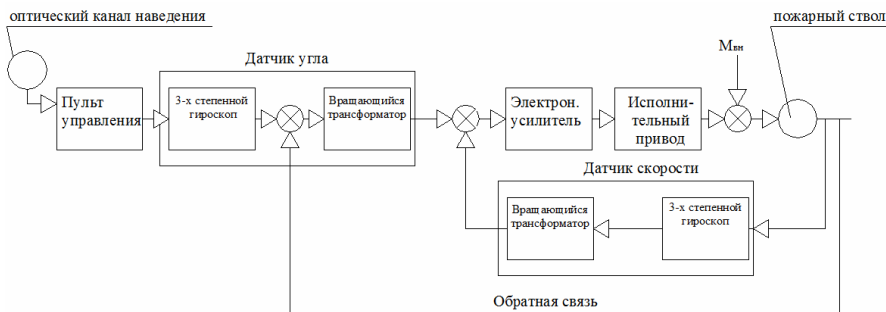 оптический канал наведения
пожарный ствол
Датчик угла
Mвн
Пульт
управления
3-х степенной
гироскоп
Вращающийся
трансформатор
Электрон.
усилитель
Исполни-
тельный
привод
Датчик скорости
Вращающийся
трансформатор
3-х степенной
гироскоп
Обратная связь